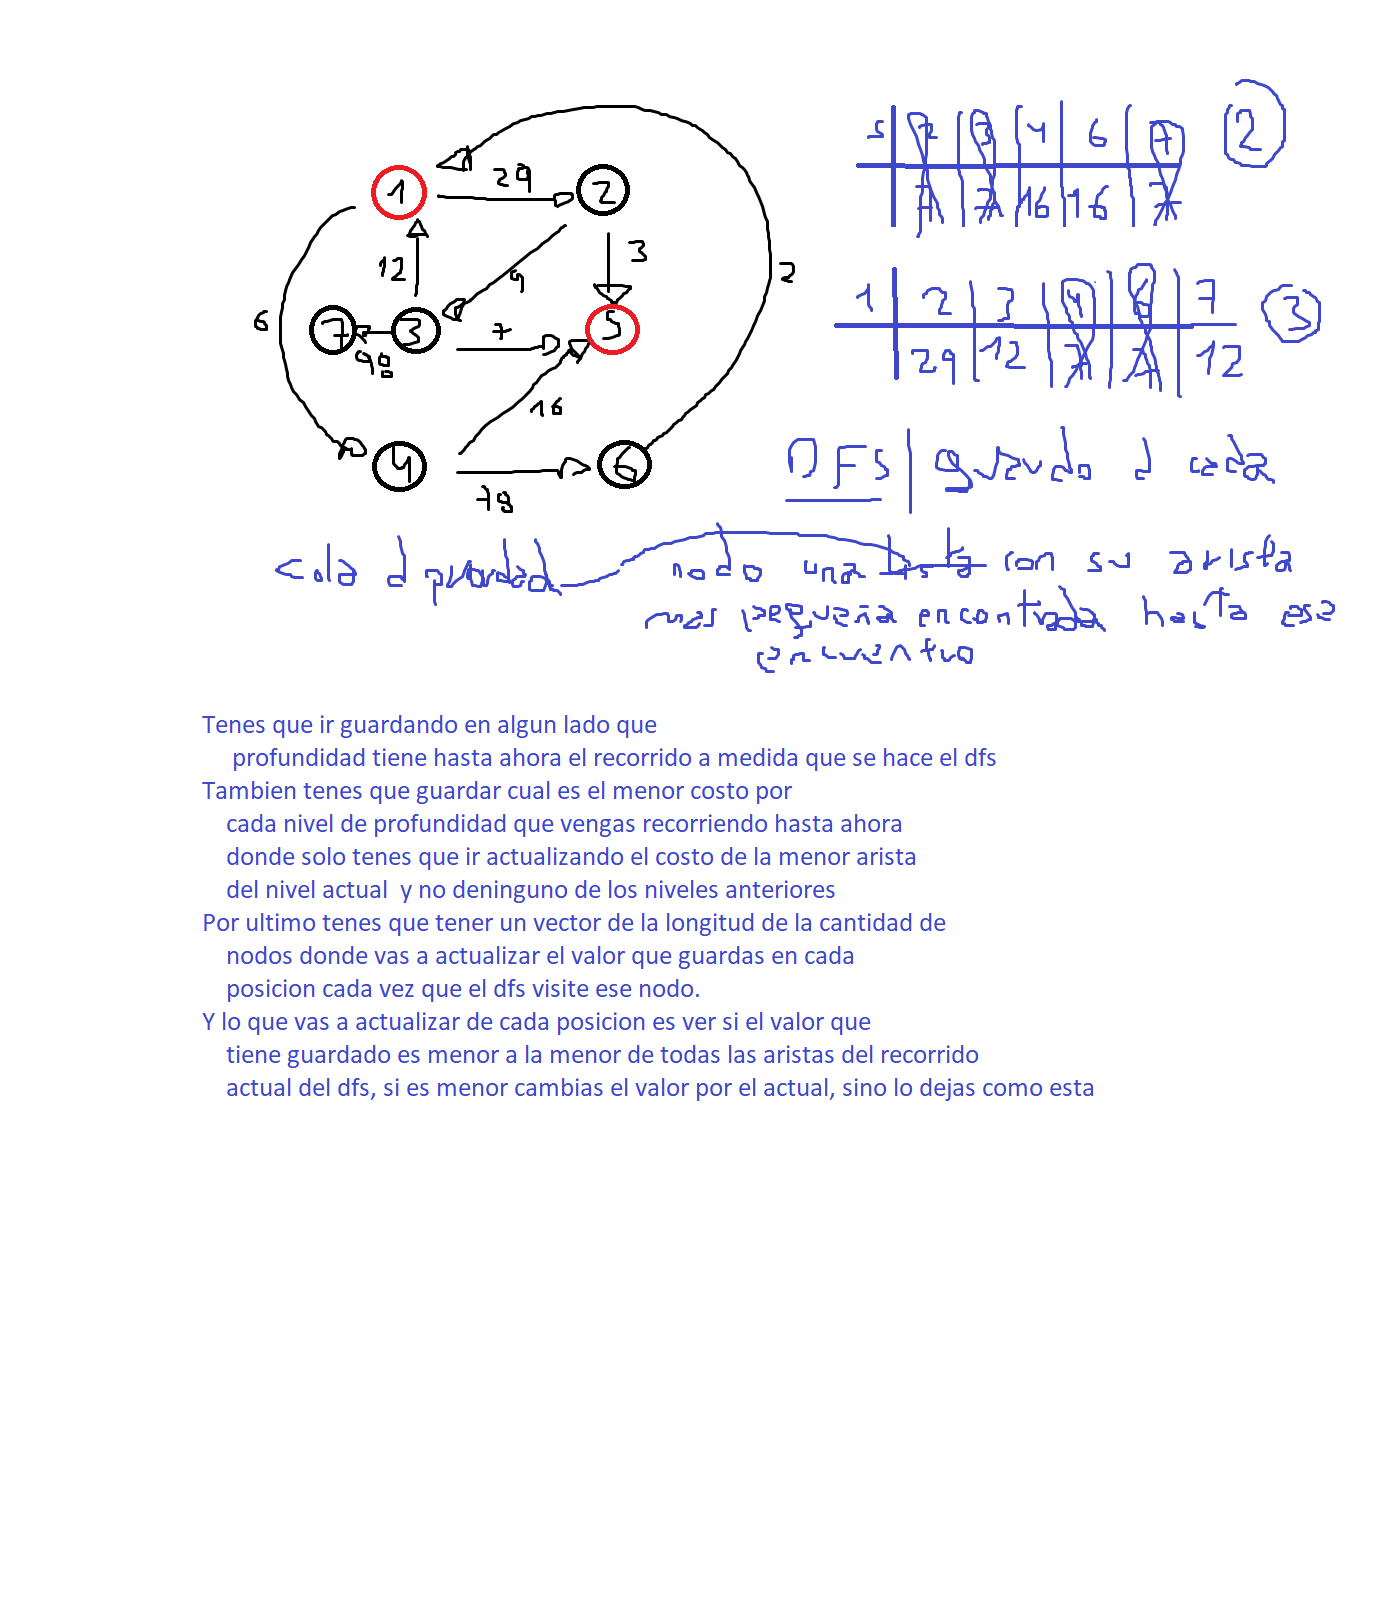 1 29 2
12 9 3 2
6 7 3 7 5
98
16
4 6
78
5 2 3 4 6 7 2
7 7 16 16 7
1 2 3 4 6 7 3
29 12 7 7 12
DFS guardo d cada
cola d prioridad nodo una lista con su arista
mas pequeña encontrada hasta ese
encuentro
Tenes que ir guardando en algun lado que
profundidad tiene hasta ahora el recorrido a medida que se hace el dfs
Tambien tenes que guardar cual es el menor costo por
cada nivel de profundidad que vengas recorriendo hasta ahora
donde solo tenes que ir actualizando el costo de la menor arista
del nivel actual y no deninguno de los niveles anteriores
Por ultimo tenes que tener un vector de la longitud de la cantidad de
nodos donde vas a actualizar el valor que guardas en cada
posicion cada vez que el dfs visite ese nodo.
Y lo que vas a actualizar de cada posicion es ver si el valor que
tiene guardado es menor a la menor de todas las aristas del recorrido
actual del dfs, si es menor cambias el valor por el actual, sino lo dejas como esta